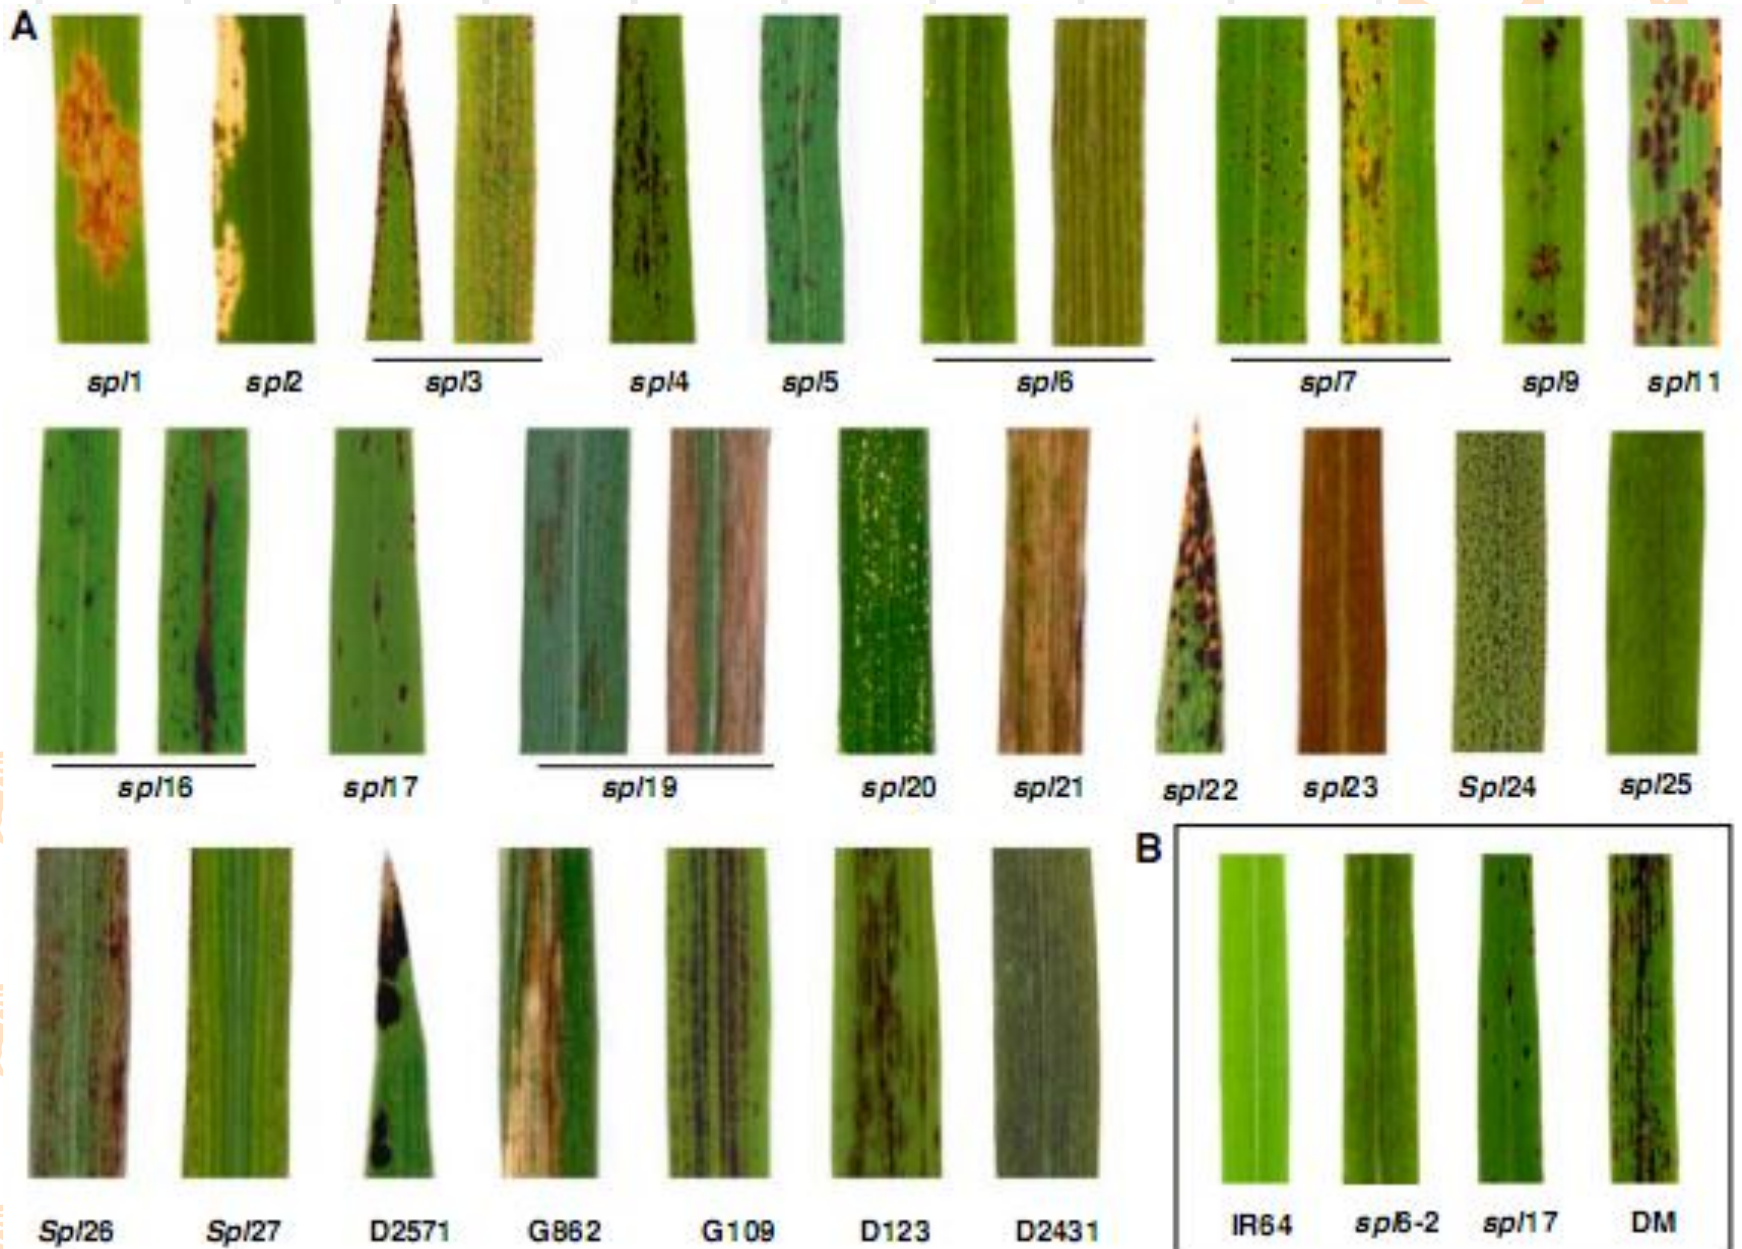 A
spl1 spl2 spl3 spl4 spl5 spl6 spl7 spl9 spl11
spl16 spl17 spl19 spl20 spl21 spl22 spl23 Spl24 spl25
B
Spl26 Spl27 D2571 G862 G109 D123 D2431 IR64 spl6-2 spl17 DM